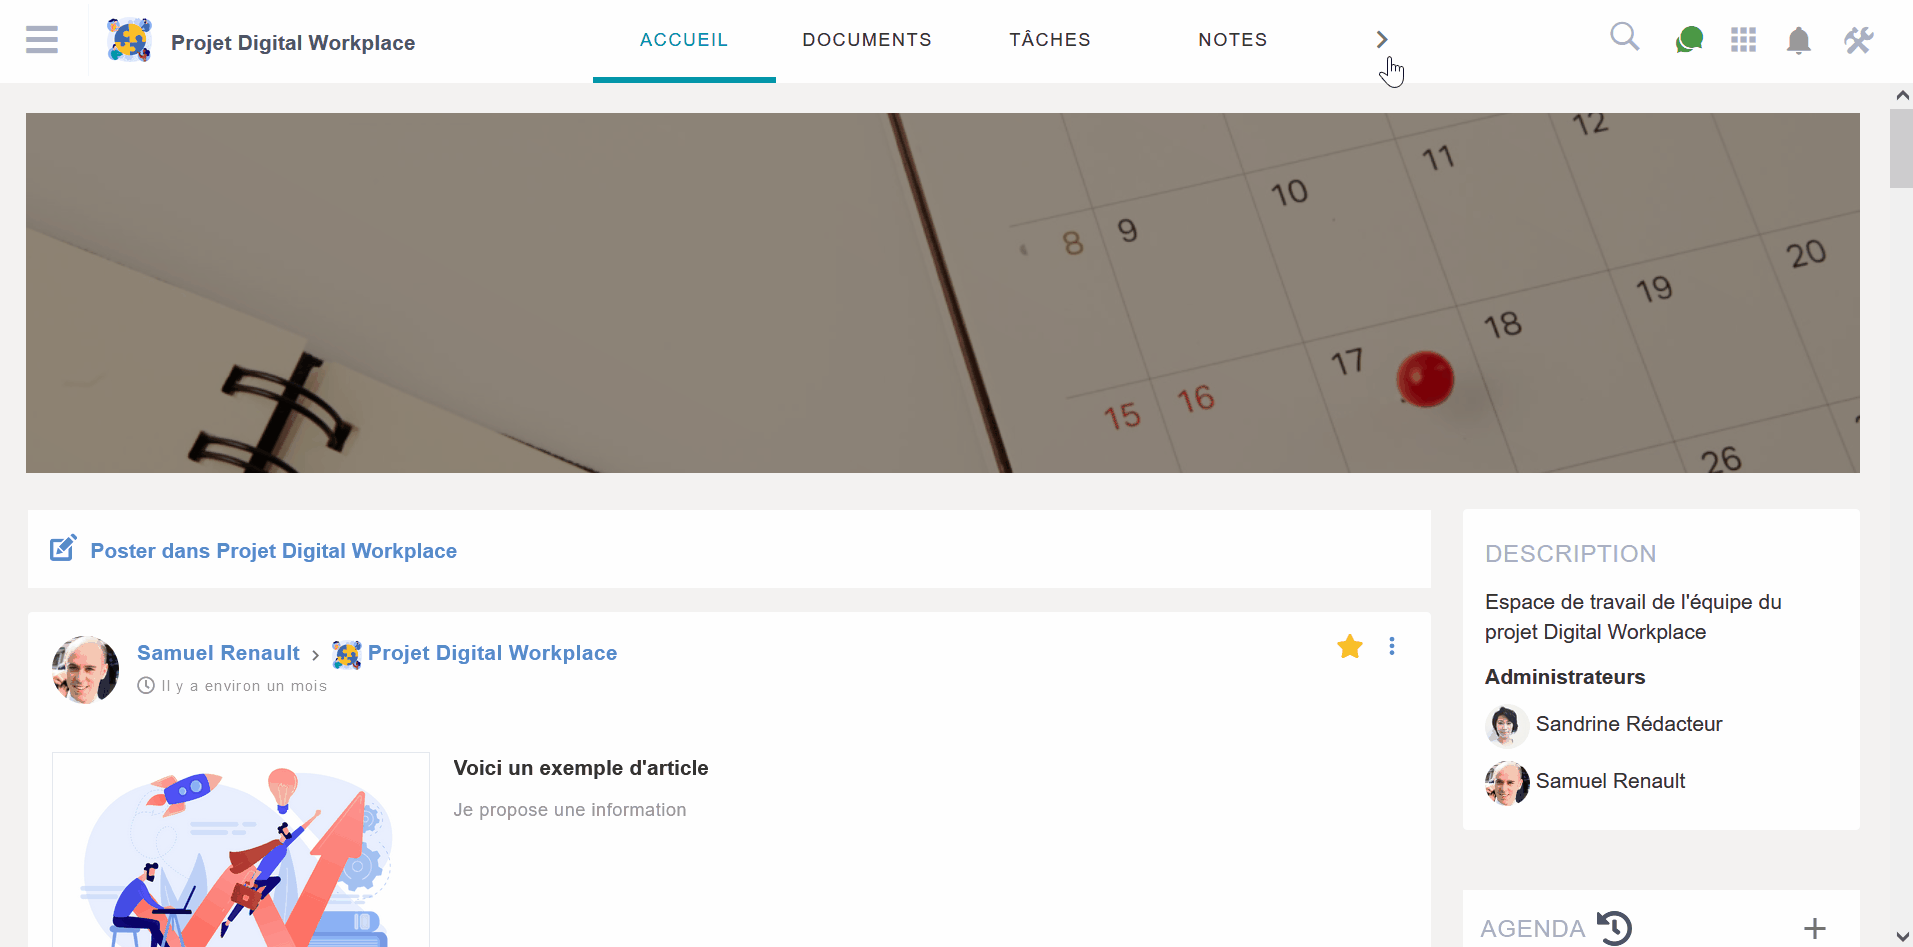 Projet Digital Workplace
ACCUEIL
DOCUMENTS
TÂCHES
NOTES
12
11
10
9
8
20
19
18
17
16
15
26
Poster dans Projet Digital Workplace
Samuel Renault › Projet Digital Workplace
Il y a environ un mois
Voici un exemple d'article
Je propose une information
DESCRIPTION
Espace de travail de l'équipe du
projet Digital Workplace
Administrateurs
Sandrine Rédacteur
Samuel Renault
AGENDA